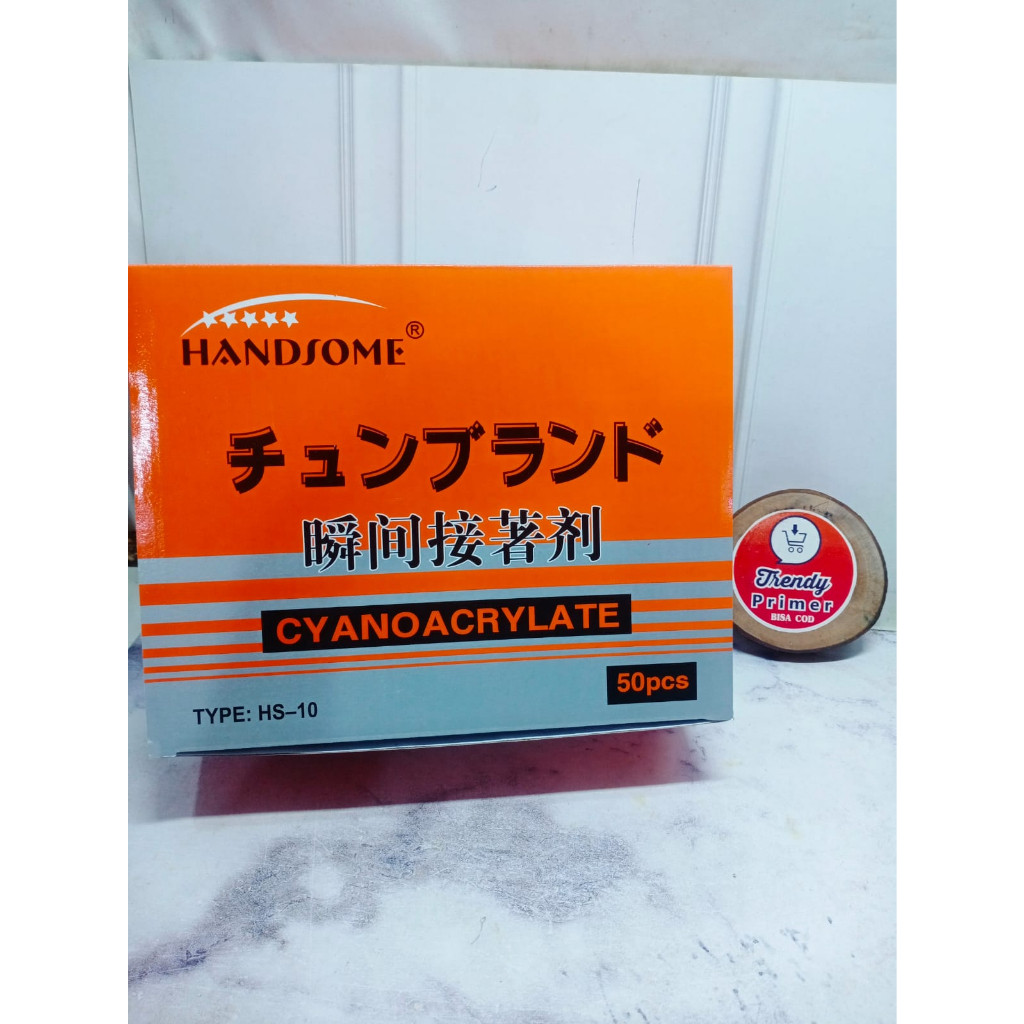 HANDSOME®
チュンブランド
瞬间接著剂
CYANOACRYLATE
50pcs
TYPE: HS–10
Trendy
Primer
BISA COD